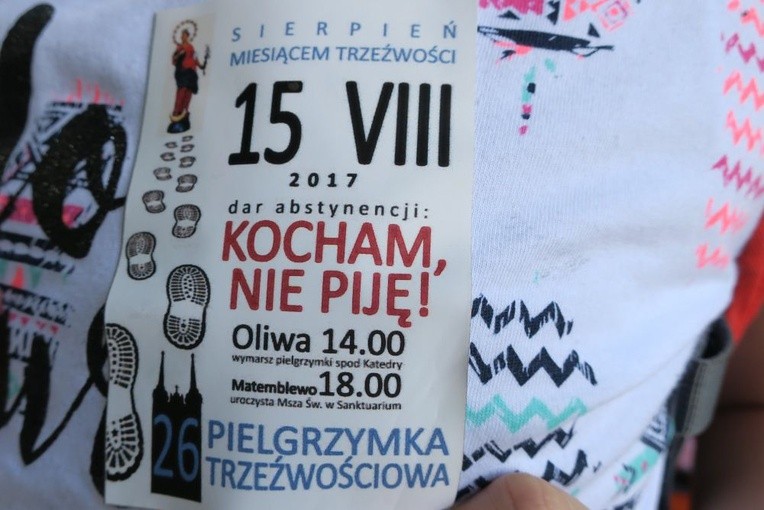 SIERPIEŃ
MIESIĄCEM TRZEŹWOŚCI
15 VIII
2017
dar abstynencji:
KOCHAM,
NIE PIJĘ!
Oliwa 14.00
wymarsz pielgrzymki spod Katedry
Matemblewo 18.00
uroczysta Msza Św. w Sanktuarium
26 PIELGRZYMKA
TRZEŹWOŚCIOWA